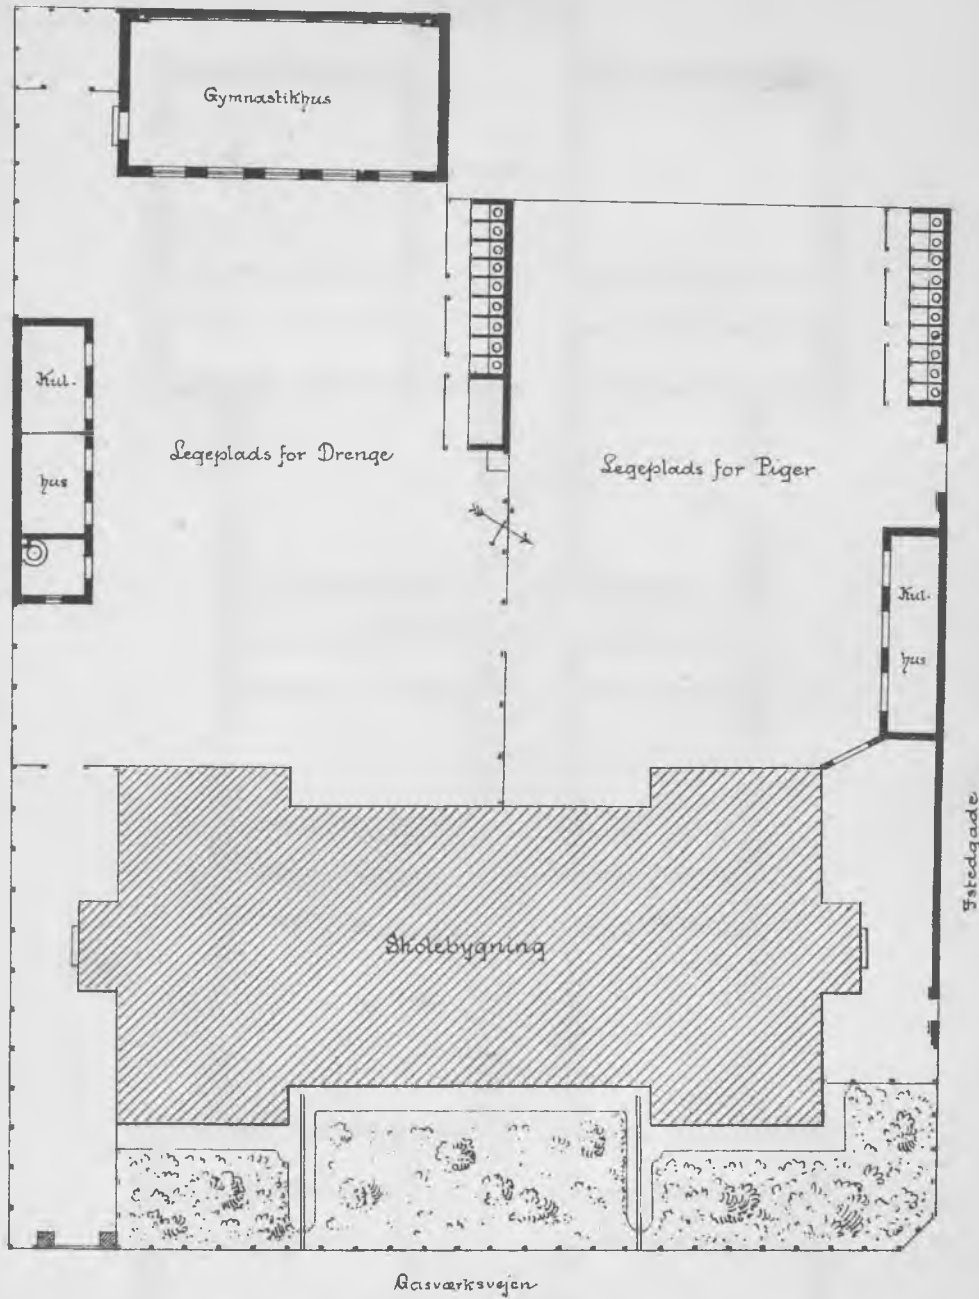 Gymnastikhus
Kul-
hus
Legeplads for Drenge
Legeplads for Piger
Kul-
hus
Istedgade
Skolebygning
Gasværksvejen